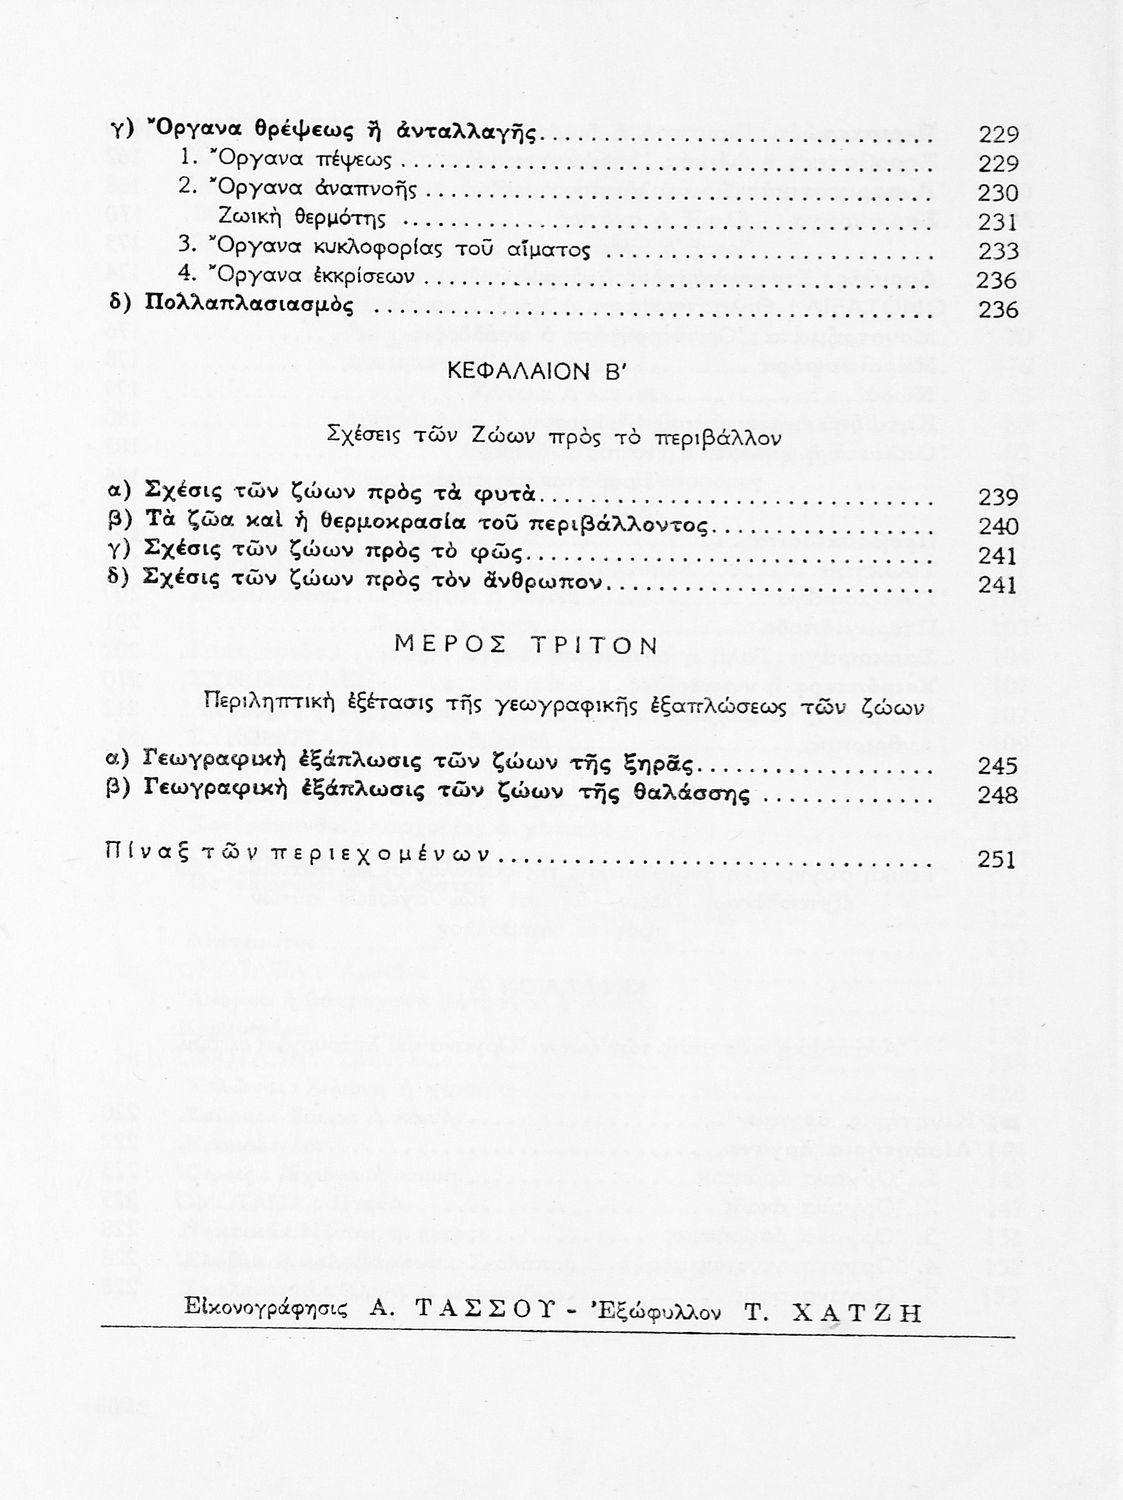 γ) Ὄργανα θρέψεως ἢ ἀνταλλαγῆς................................ 229
1. Ὄργανα πέψεως.......................................... 229
2. Ὄργανα ἀναπνοῆς........................................ 230
Ζωικὴ θερμότης ......................................... 231
3. Ὄργανα κυκλοφορίας τοῦ αἵματος .......................... 233
4. Ὄργανα ἐκκρίσεων........................................ 236
δ) Πολλαπλασιασμὸς ............................................ 236
ΚΕΦΑΛΑΙΟΝ Β′
Σχέσεις τῶν Ζώων πρὸς τὸ περιβάλλον
α) Σχέσις τῶν ζώων πρὸς τὰ φυτὰ................................ 239
β) Τὰ ζῶα καὶ ἡ θερμοκρασία τοῦ περιβάλλοντος.................. 240
γ) Σχέσις τῶν ζώων πρὸς τὸ φῶς................................. 241
δ) Σχέσις τῶν ζώων πρὸς τὸν ἄνθρωπον.......................... 241
ΜΕΡΟΣ ΤΡΙΤΟΝ
Περιληπτικὴ ἐξέτασις τῆς γεωγραφικῆς ἐξαπλώσεως τῶν ζώων
α) Γεωγραφικὴ ἐξάπλωσις τῶν ζώων τῆς ξηρᾶς................... 245
β) Γεωγραφικὴ ἐξάπλωσις τῶν ζώων τῆς θαλάσσης .............. 248
Πίναξ τῶν περιεχομένων.................................. 251
Εἰκονογράφησις Α. ΤΑΣΣΟΥ - Ἐξώφυλλον Τ. ΧΑΤΖΗ